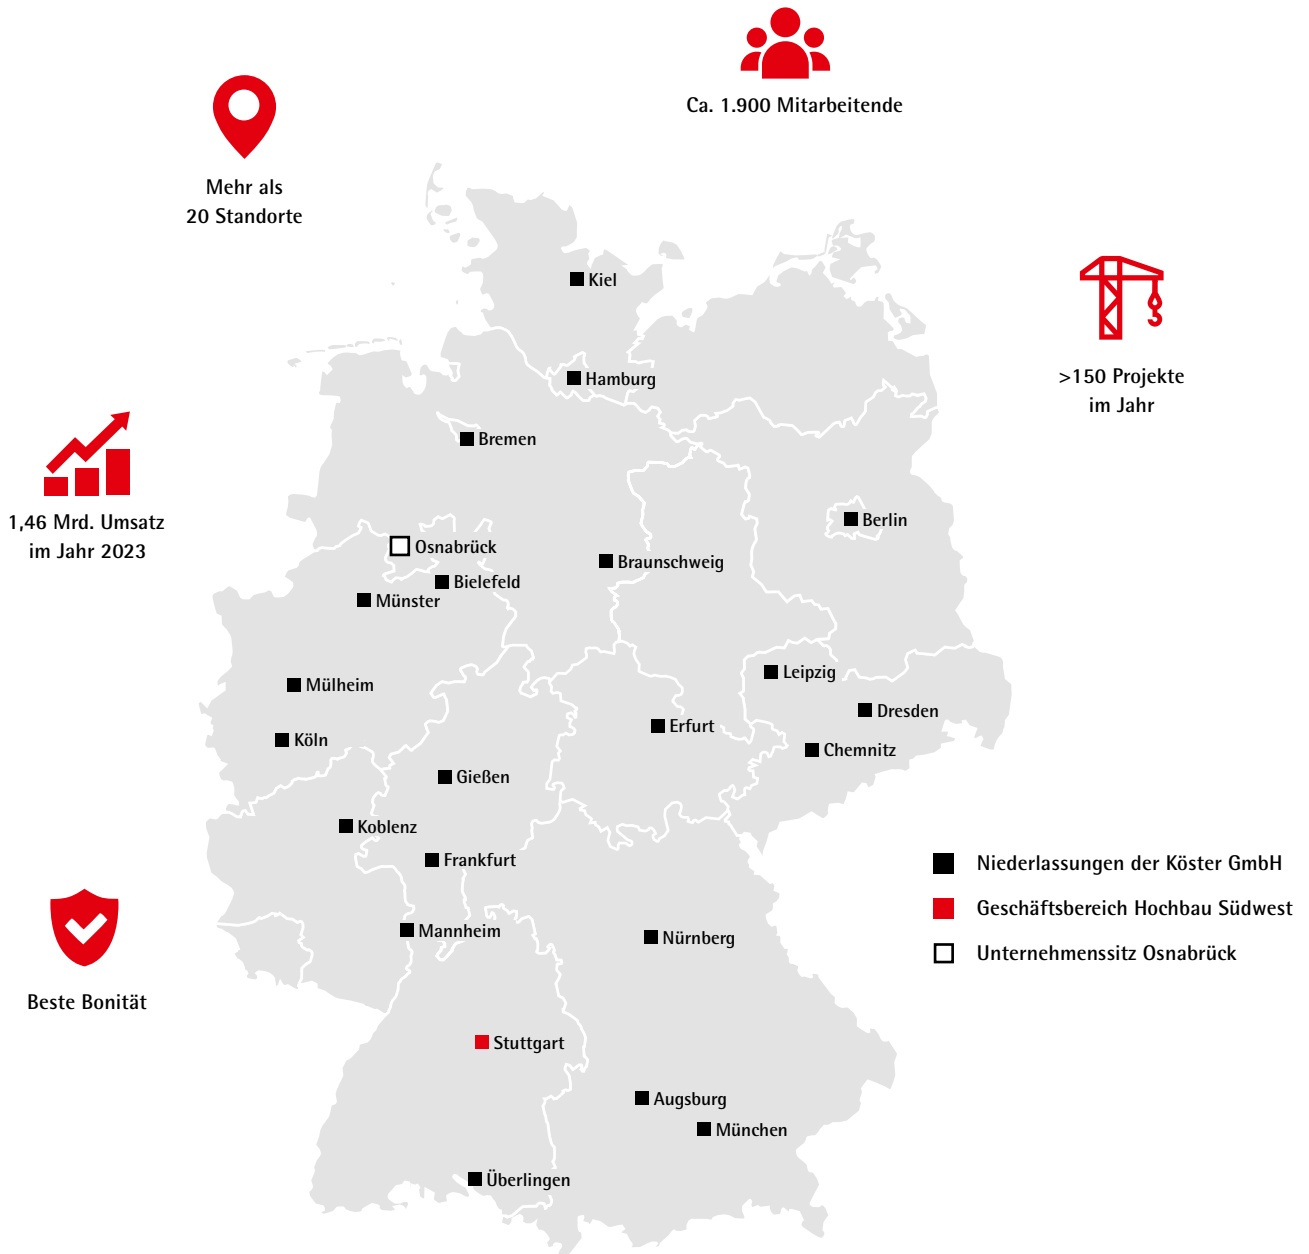 Ca. 1.900 Mitarbeitende
Mehr als
20 Standorte
Kiel
>150 Projekte
im Jahr
Hamburg
Bremen
1,46 Mrd. Umsatz
im Jahr 2023
Berlin
Osnabrück
Braunschweig
Bielefeld
Münster
Leipzig
Mülheim
Dresden
Erfurt
Köln
Chemnitz
Gießen
Koblenz
Frankfurt
Niederlassungen der Köster GmbH
Geschäftsbereich Hochbau Südwest
Unternehmenssitz Osnabrück
Mannheim
Nürnberg
Beste Bonität
Stuttgart
Augsburg
München
Überlingen